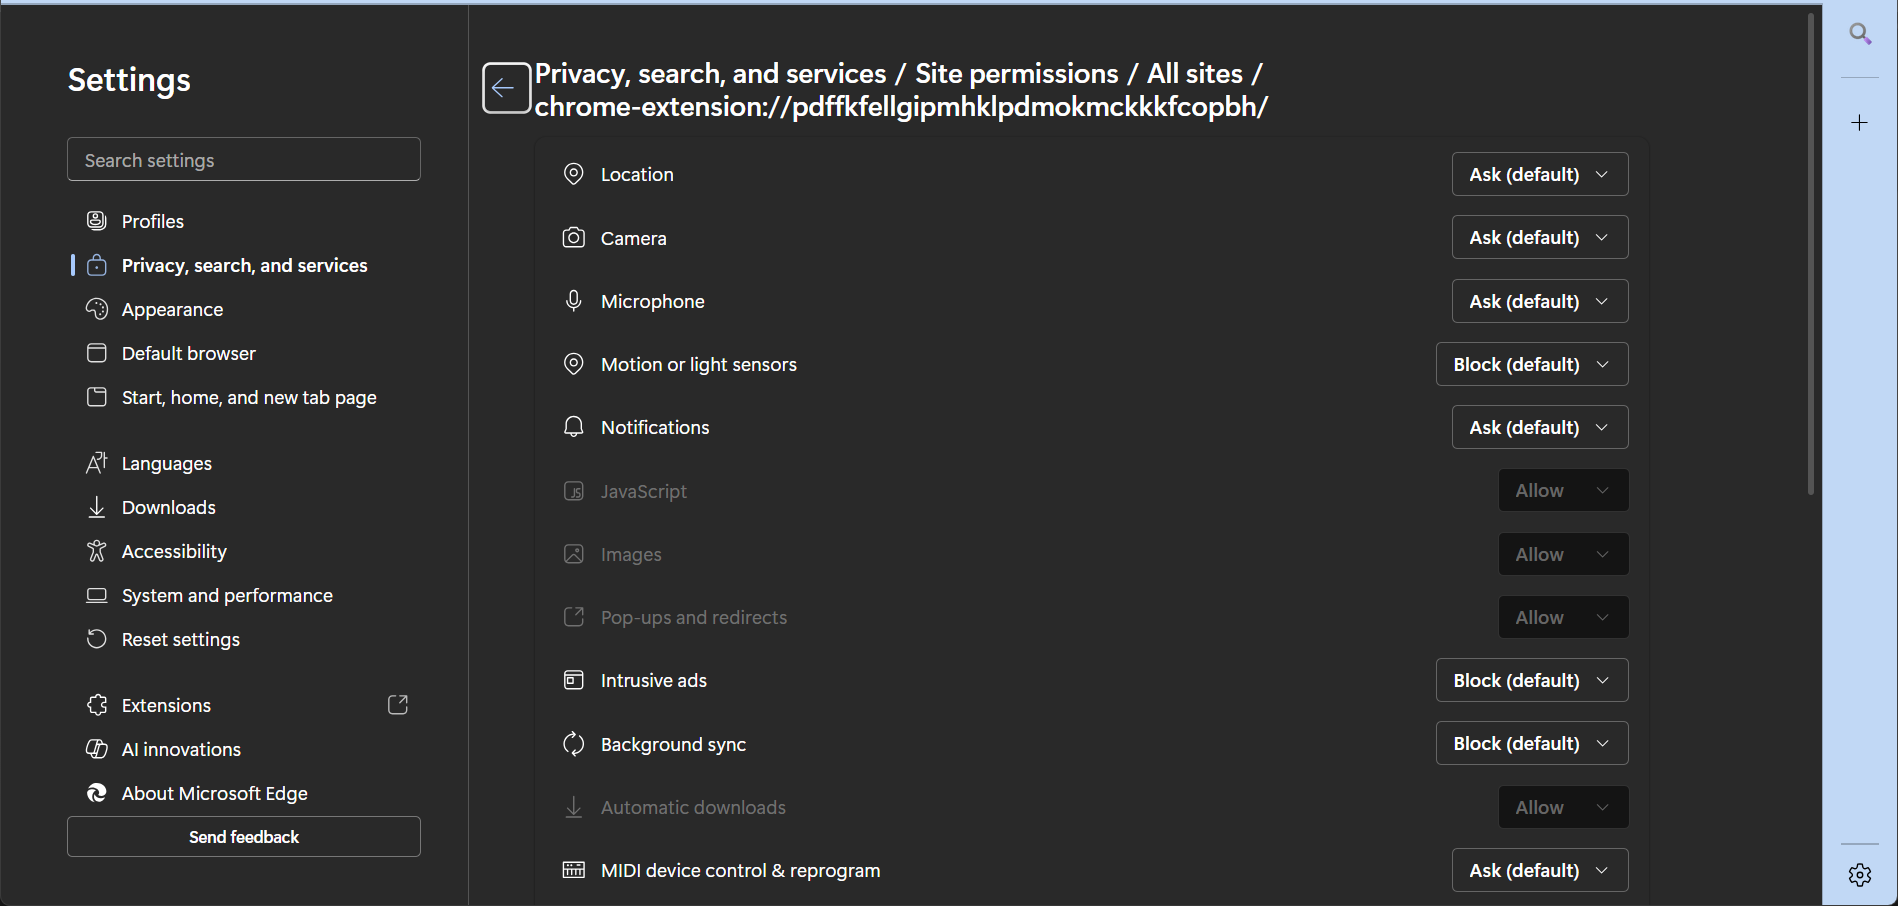 Settings
Search settings
Profiles
Privacy, search, and services
Appearance
Default browser
Start, home, and new tab page
Languages
Downloads
Accessibility
System and performance
Reset settings
Extensions
AI innovations
About Microsoft Edge
Send feedback
Privacy, search, and services / Site permissions / All sites /
chrome-extension://pdffkfellgipmhklpdmokmckkkfcopbh/
Location Ask (default)
Camera Ask (default)
Microphone Ask (default)
Motion or light sensors Block (default)
Notifications Ask (default)
JavaScript Allow
Images Allow
Pop-ups and redirects Allow
Intrusive ads Block (default)
Background sync Block (default)
Automatic downloads Allow
MIDI device control & reprogram Ask (default)